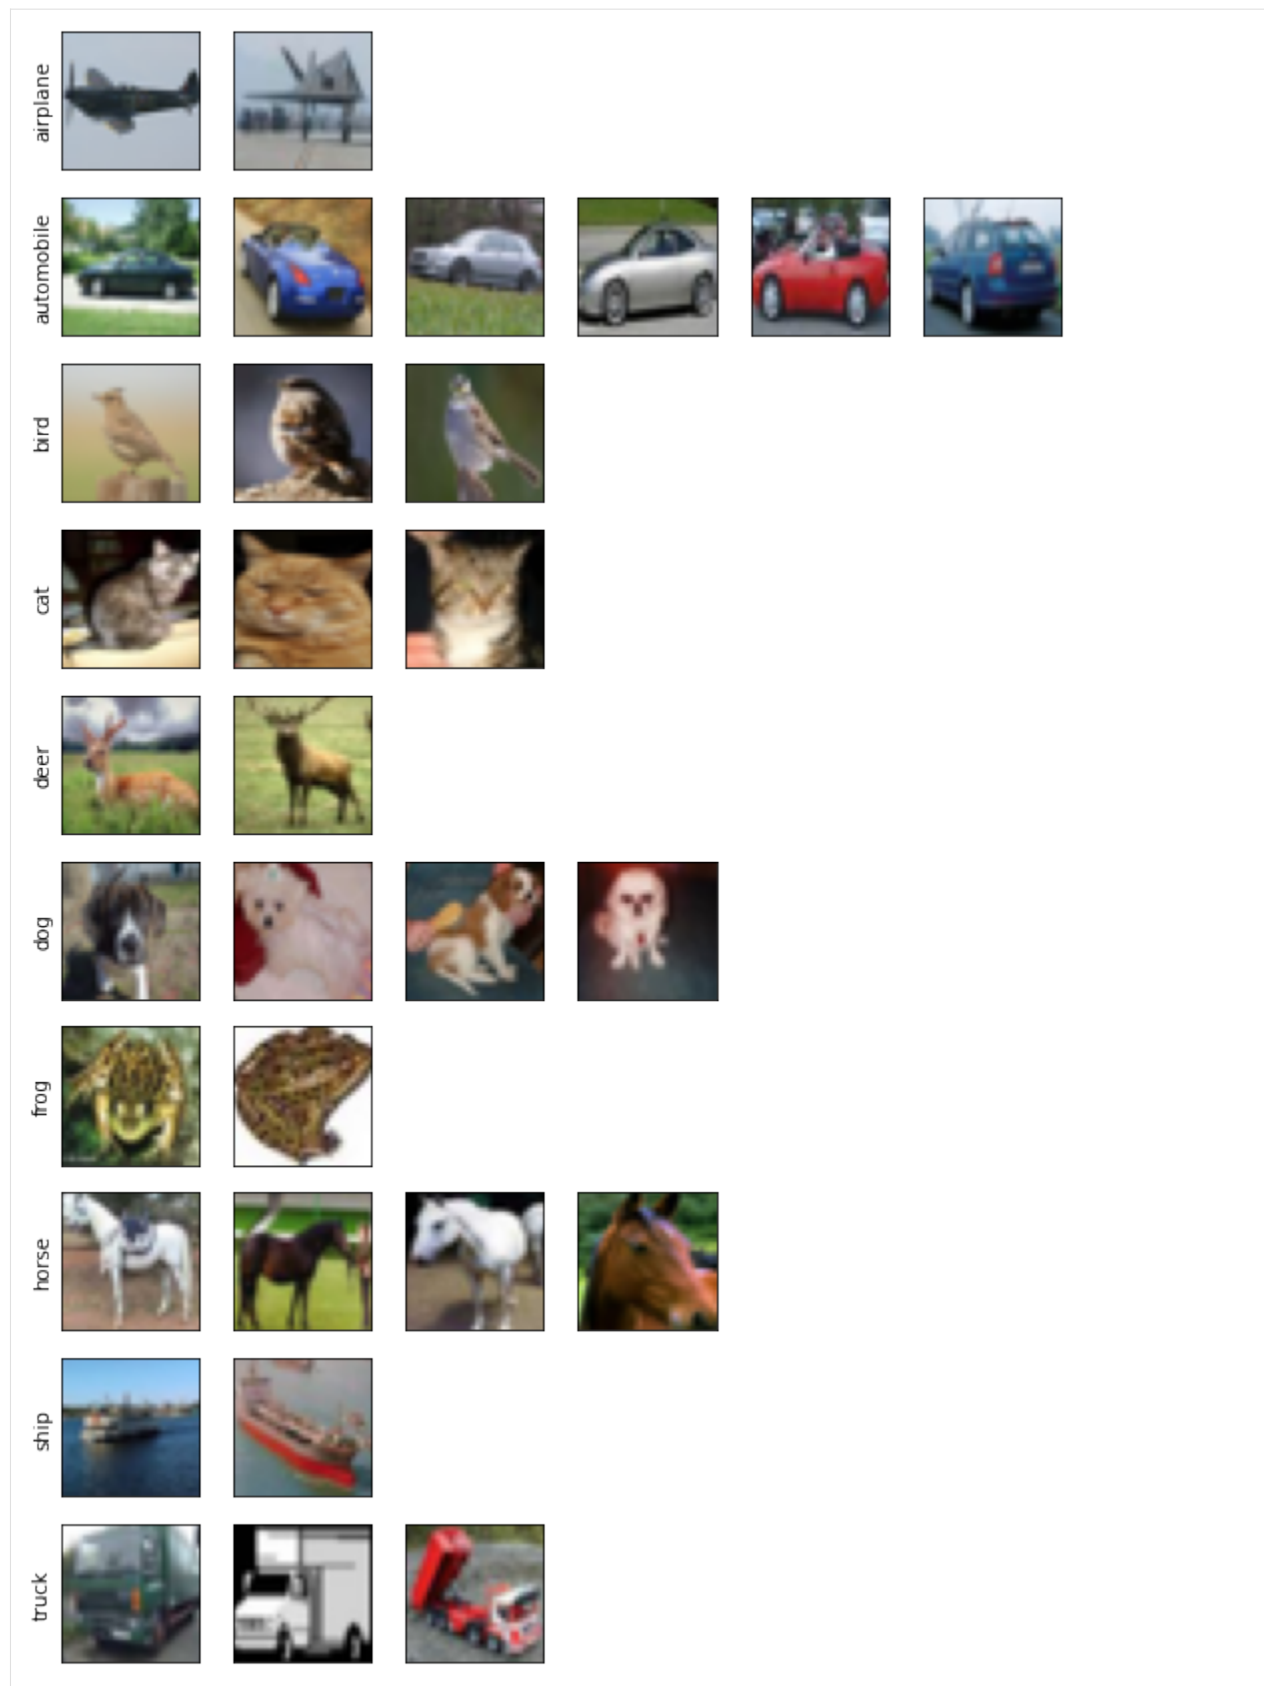 airplane
automobile
bird
cat
deer
dog
frog
horse
ship
truck